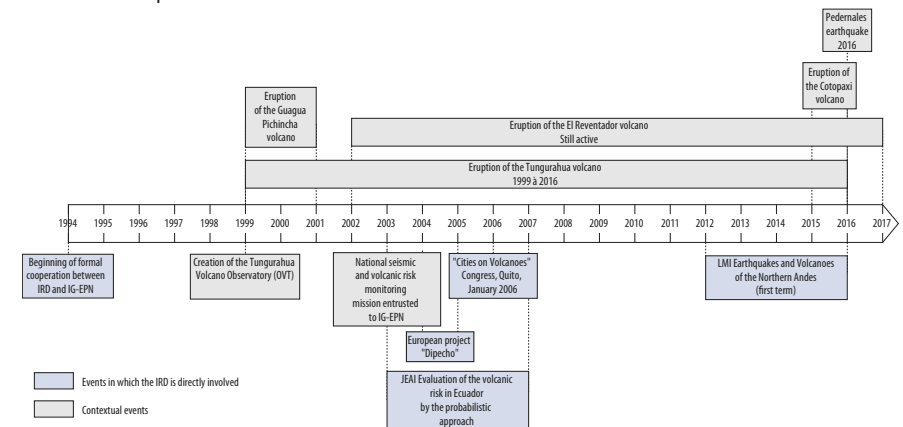 Pedernales
earthquake
2016
Eruption of
the Cotopaxi
volcano
Eruption
of the Guagua
Pichincha
volcano
Eruption of the El Reventador volcano
Still active
Eruption of the Tungurahua volcano
1999 à 2016
1994 1995 1996 1997 1998 1999 2000 2001 2002 2003 2004 2005 2006 2007 2008 2009 2010 2011 2012 2013 2014 2015 2016 2017
Beginning of formal
cooperation between
IRD and IG-EPN
Creation of the Tungurahua
Volcano Observatory (OVT)
National seismic
and volcanic risk
monitoring
mission entrusted
to IG-EPN
"Cities on Volcanoes"
Congress, Quito,
January 2006
LMI Earthquakes and Volcanoes
of the Northern Andes
(first term)
European project
"Dipecho"
JEAI Evaluation of the volcanic
risk in Ecuador
by the probabilistic
approach
Events in which the IRD is directly involved
Contextual events